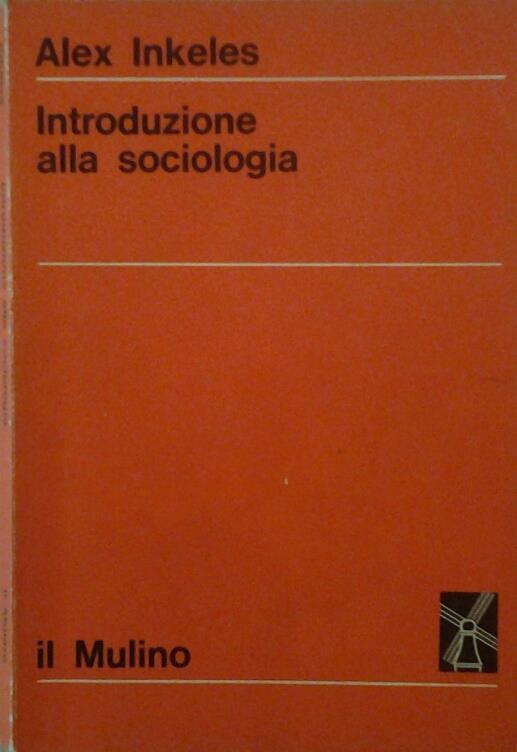 Alex Inkeles
Introduzione
alla sociologia
il Mulino